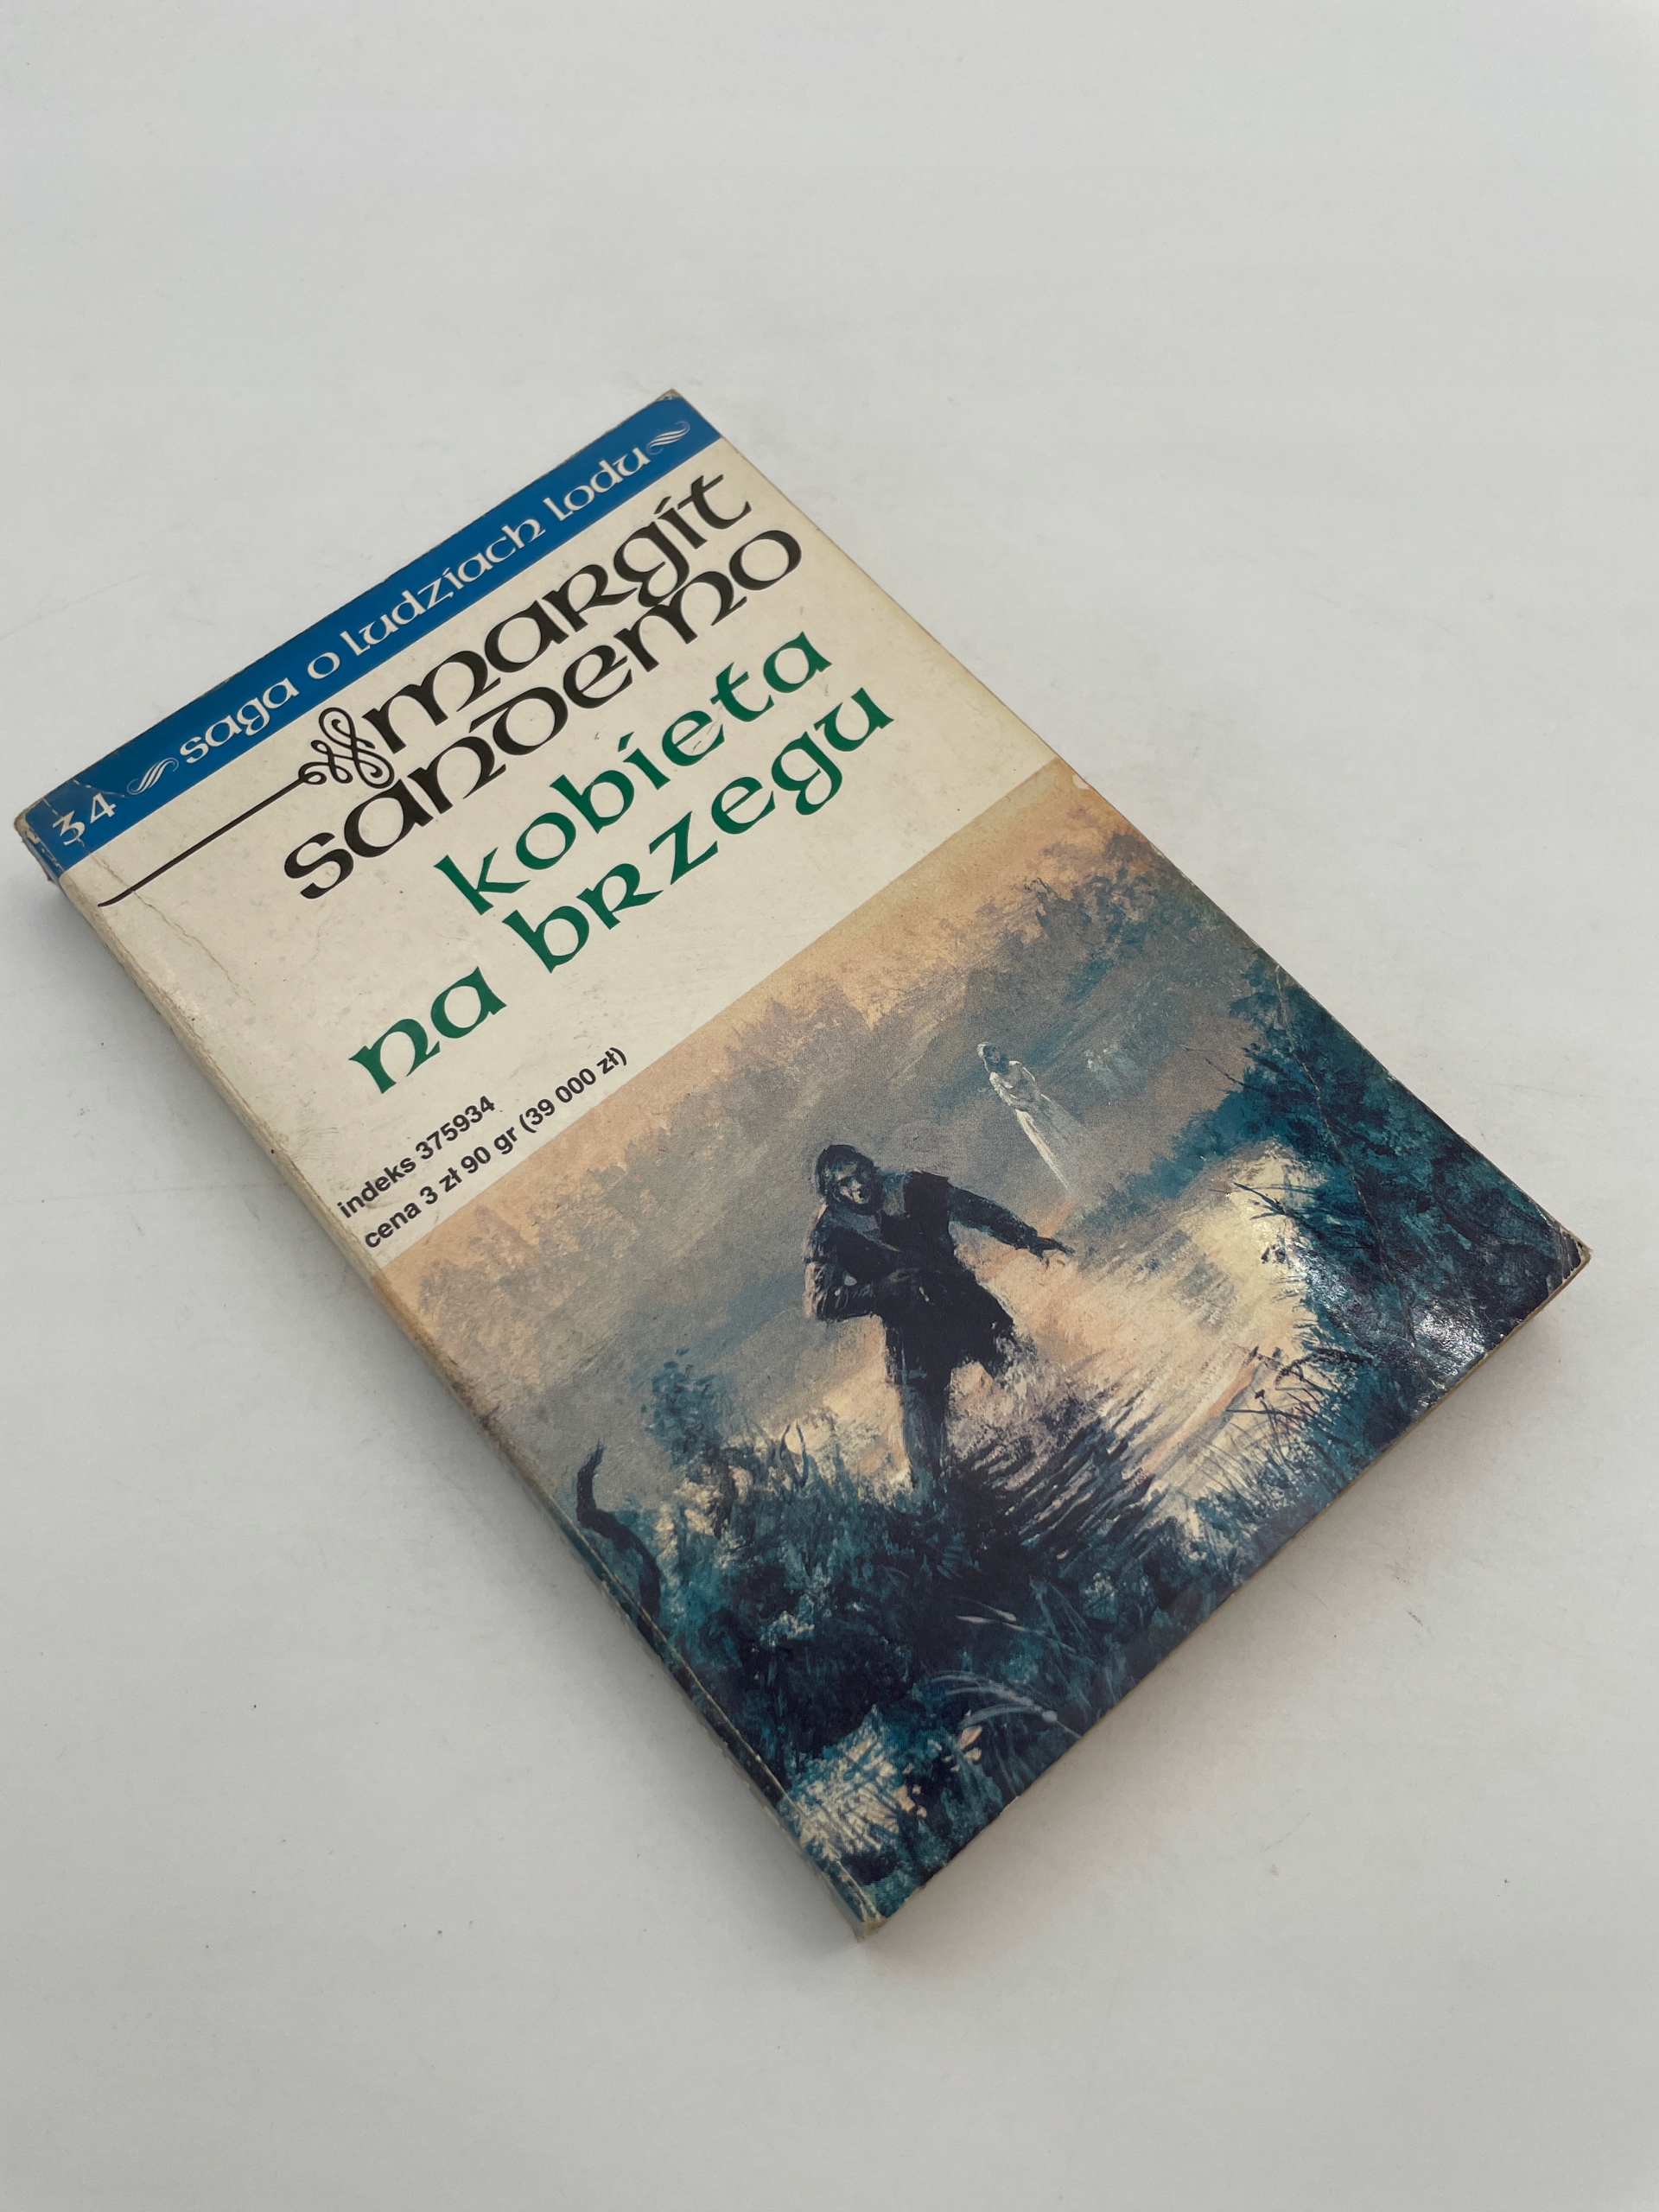 34 saga o ludziach lodu
margit
sandemo
kobieta
na brzegu
indeks 375934
cena 3 zł 90 gr (39 000 zł)